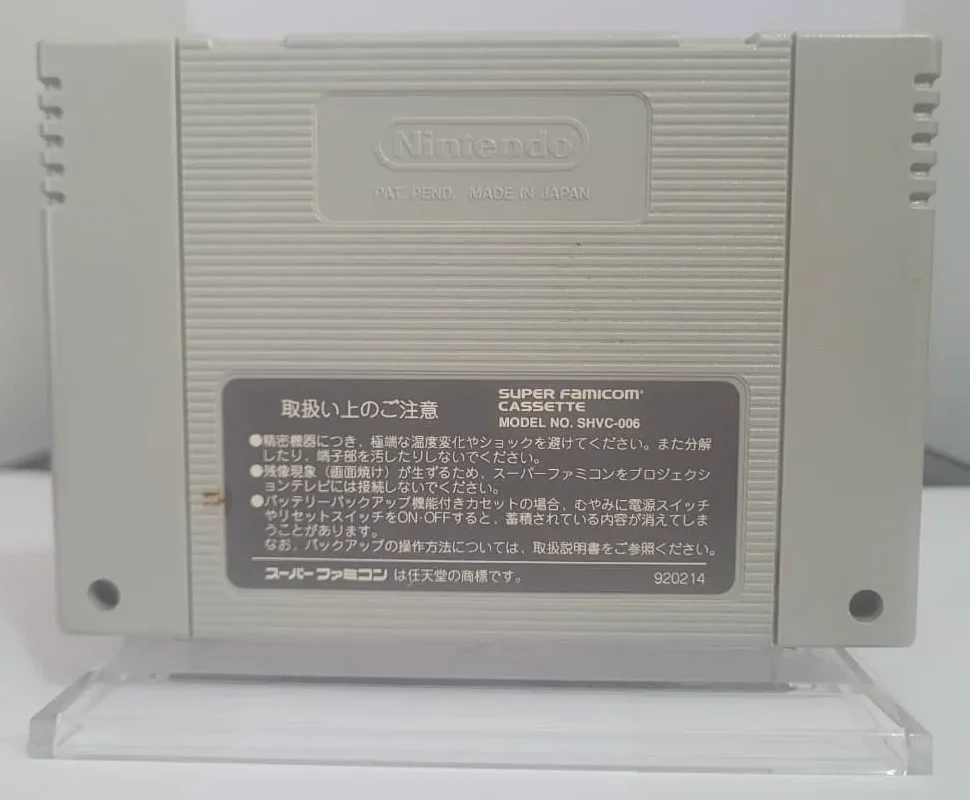 Nintendo
PAT. PEND. MADE IN JAPAN
取扱い上のご注意
SUPER FAMICOM
CASSETTE
MODEL NO. SHVC-006
●精密機器につき、極端な温度変化やショックを避けてください。また分解
したり、端子部を汚したりしないでください。
●残像現象（画面焼け）が生ずるため、スーパーファミコンをプロジェクシ
ョンテレビには接続しないでください。
●バッテリーバックアップ機能付きカセットの場合、むやみに電源スイッチ
やリセットスイッチをON·OFFすると、蓄積されている内容が消えてしま
うことがあります。
なお、バックアップの操作方法については、取扱説明書をご参照ください。
スーパーファミコン は任天堂の商標です。
920214